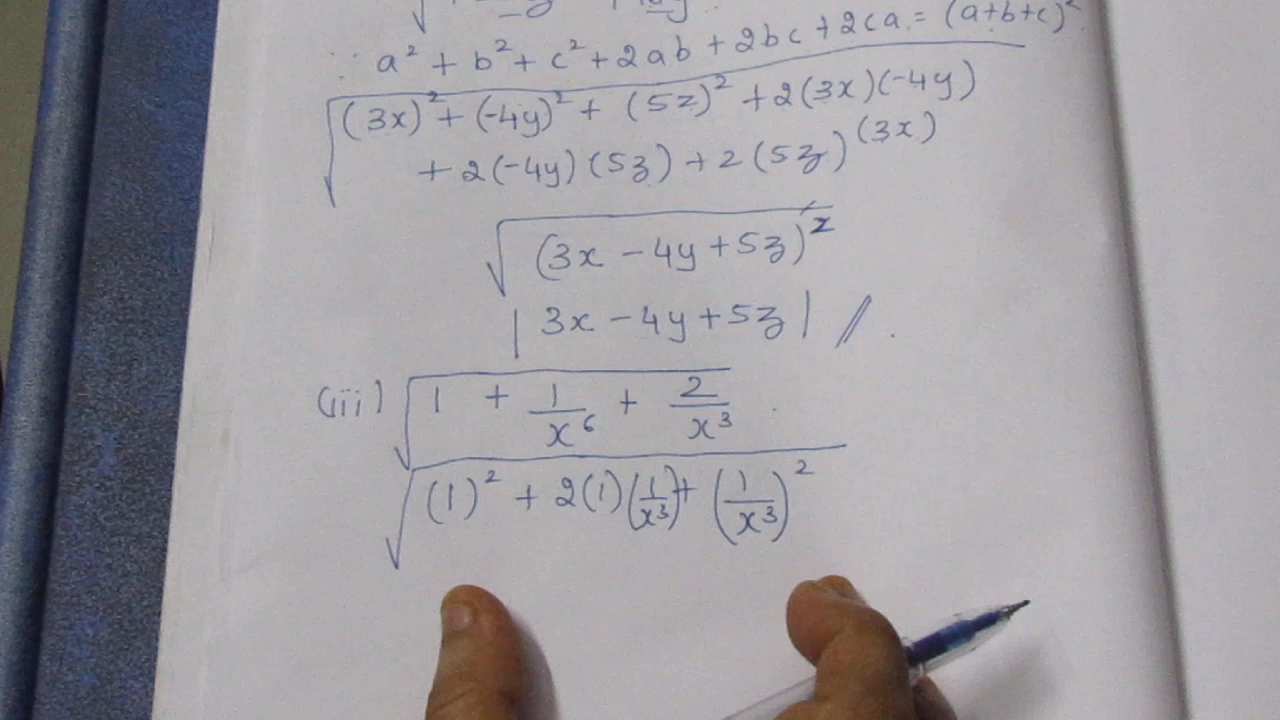 ∵ a² + b² + c² + 2ab + 2bc + 2ca = (a+b+c)²
√(3x)² + (-4y)² + (5z)² + 2(3x)(-4y)
+ 2(-4y)(5z) + 2(5z)(3x)
√(3x - 4y + 5z)²
|3x - 4y + 5z| // .
(iii) √1 + 1/x⁶ + 2/x³
√(1)² + 2(1)(1/x³) + (1/x³)²